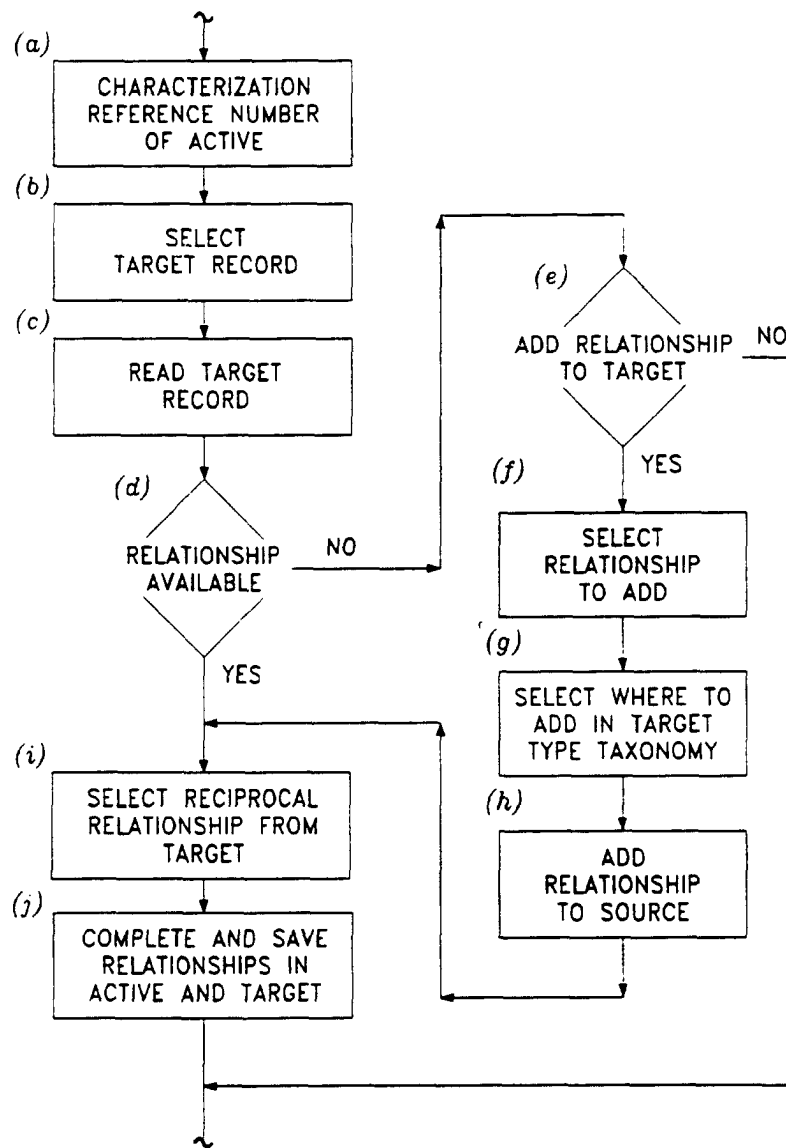 (a)
CHARACTERIZATION
REFERENCE NUMBER
OF ACTIVE
(b)
SELECT
TARGET RECORD
(c)
READ TARGET
RECORD
(d)
RELATIONSHIP
AVAILABLE
NO
YES
(e)
ADD RELATIONSHIP
TO TARGET
NO
YES
(f)
SELECT
RELATIONSHIP
TO ADD
(g)
SELECT WHERE TO
ADD IN TARGET
TYPE TAXONOMY
(h)
ADD
RELATIONSHIP
TO SOURCE
(i)
SELECT RECIPROCAL
RELATIONSHIP FROM
TARGET
(j)
COMPLETE AND SAVE
RELATIONSHIPS IN
ACTIVE AND TARGET